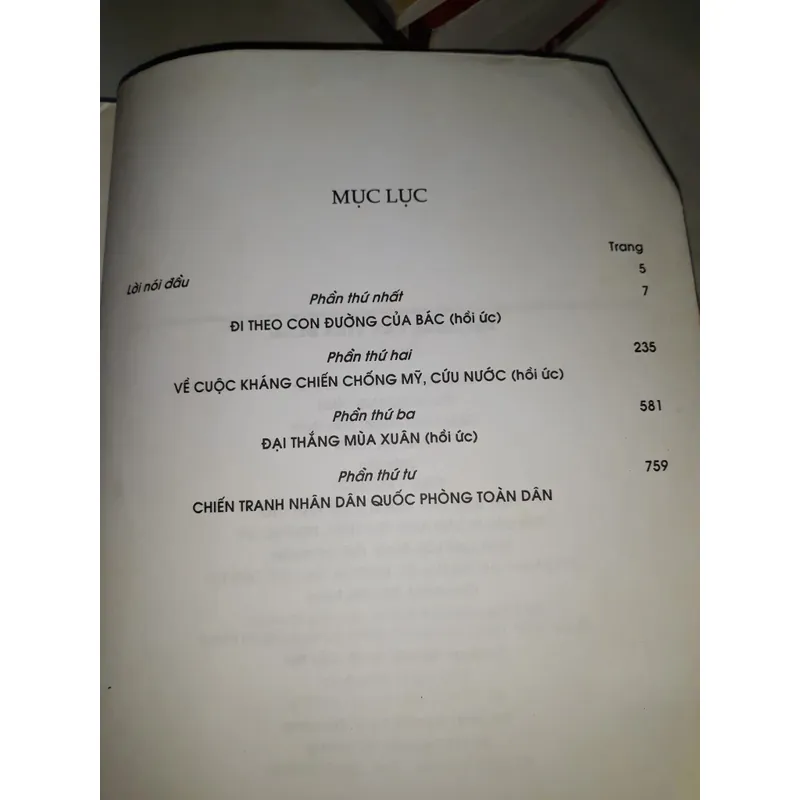 MỤC LỤC
Trang
Lời nói đầu 5
Phần thứ nhất 7
ĐI THEO CON ĐƯỜNG CỦA BÁC (hồi ức)
Phần thứ hai 235
VỀ CUỘC KHÁNG CHIẾN CHỐNG MỸ, CỨU NƯỚC (hồi ức)
Phần thứ ba 581
ĐẠI THẮNG MÙA XUÂN (hồi ức)
Phần thứ tư 759
CHIẾN TRANH NHÂN DÂN QUỐC PHÒNG TOÀN DÂN